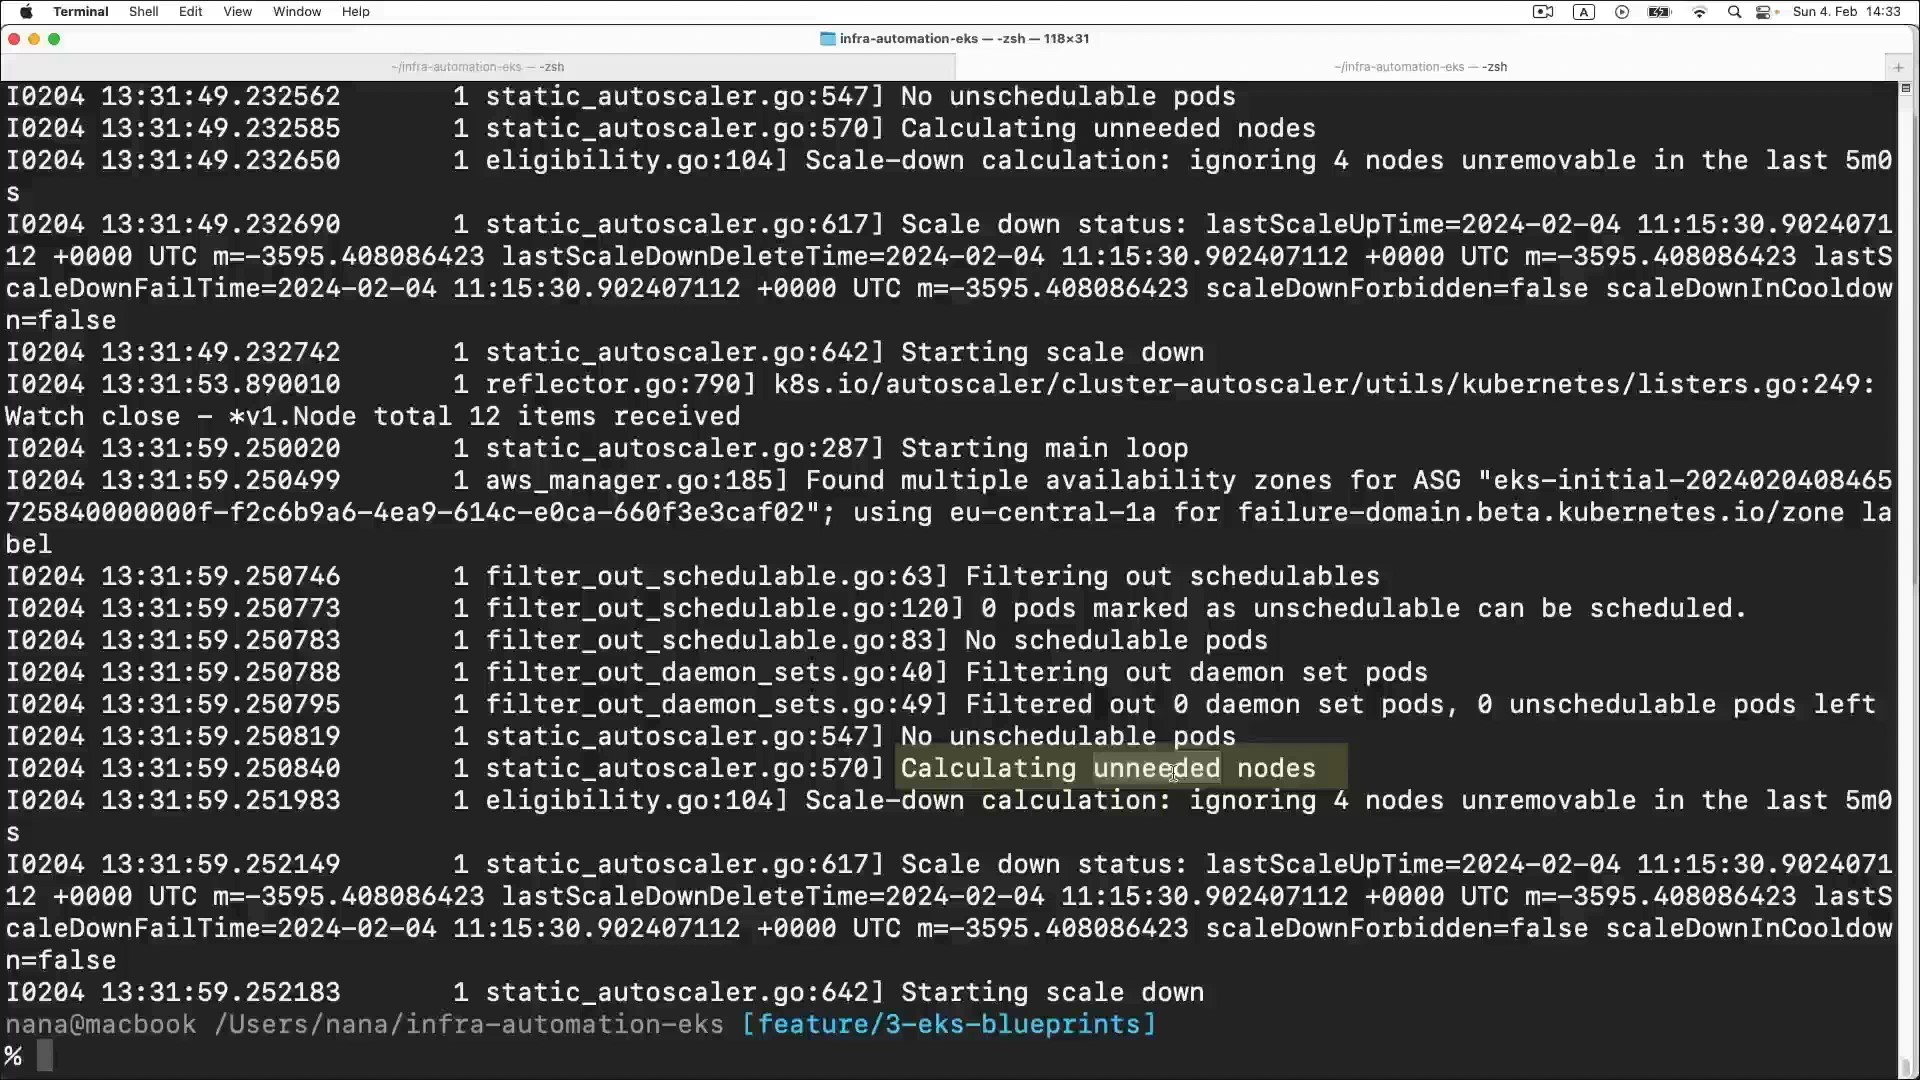 Terminal Shell Edit View Window Help A Sun 4. Feb 14:33
infra-automation-eks — -zsh — 118×31
~/infra-automation-eks — -zsh ~/infra-automation-eks — -zsh +
I0204 13:31:49.232562 1 static_autoscaler.go:547] No unschedulable pods
I0204 13:31:49.232585 1 static_autoscaler.go:570] Calculating unneeded nodes
I0204 13:31:49.232650 1 eligibility.go:104] Scale-down calculation: ignoring 4 nodes unremovable in the last 5m0
s
I0204 13:31:49.232690 1 static_autoscaler.go:617] Scale down status: lastScaleUpTime=2024-02-04 11:15:30.9024071
12 +0000 UTC m=-3595.408086423 lastScaleDownDeleteTime=2024-02-04 11:15:30.902407112 +0000 UTC m=-3595.408086423 lastS
caleDownFailTime=2024-02-04 11:15:30.902407112 +0000 UTC m=-3595.408086423 scaleDownForbidden=false scaleDownInCooldow
n=false
I0204 13:31:49.232742 1 static_autoscaler.go:642] Starting scale down
I0204 13:31:53.890010 1 reflector.go:790] k8s.io/autoscaler/cluster-autoscaler/utils/kubernetes/listers.go:249:
Watch close - *v1.Node total 12 items received
I0204 13:31:59.250020 1 static_autoscaler.go:287] Starting main loop
I0204 13:31:59.250499 1 aws_manager.go:185] Found multiple availability zones for ASG "eks-initial-2024020408465
725840000000f-f2c6b9a6-4ea9-614c-e0ca-660f3e3caf02"; using eu-central-1a for failure-domain.beta.kubernetes.io/zone la
bel
I0204 13:31:59.250746 1 filter_out_schedulable.go:63] Filtering out schedulables
I0204 13:31:59.250773 1 filter_out_schedulable.go:120] 0 pods marked as unschedulable can be scheduled.
I0204 13:31:59.250783 1 filter_out_schedulable.go:83] No schedulable pods
I0204 13:31:59.250788 1 filter_out_daemon_sets.go:40] Filtering out daemon set pods
I0204 13:31:59.250795 1 filter_out_daemon_sets.go:49] Filtered out 0 daemon set pods, 0 unschedulable pods left
I0204 13:31:59.250819 1 static_autoscaler.go:547] No unschedulable pods
I0204 13:31:59.250840 1 static_autoscaler.go:570] Calculating unneeded nodes
I0204 13:31:59.251983 1 eligibility.go:104] Scale-down calculation: ignoring 4 nodes unremovable in the last 5m0
s
I0204 13:31:59.252149 1 static_autoscaler.go:617] Scale down status: lastScaleUpTime=2024-02-04 11:15:30.9024071
12 +0000 UTC m=-3595.408086423 lastScaleDownDeleteTime=2024-02-04 11:15:30.902407112 +0000 UTC m=-3595.408086423 lastS
caleDownFailTime=2024-02-04 11:15:30.902407112 +0000 UTC m=-3595.408086423 scaleDownForbidden=false scaleDownInCooldow
n=false
I0204 13:31:59.252183 1 static_autoscaler.go:642] Starting scale down
nana@macbook /Users/nana/infra-automation-eks [feature/3-eks-blueprints]
%